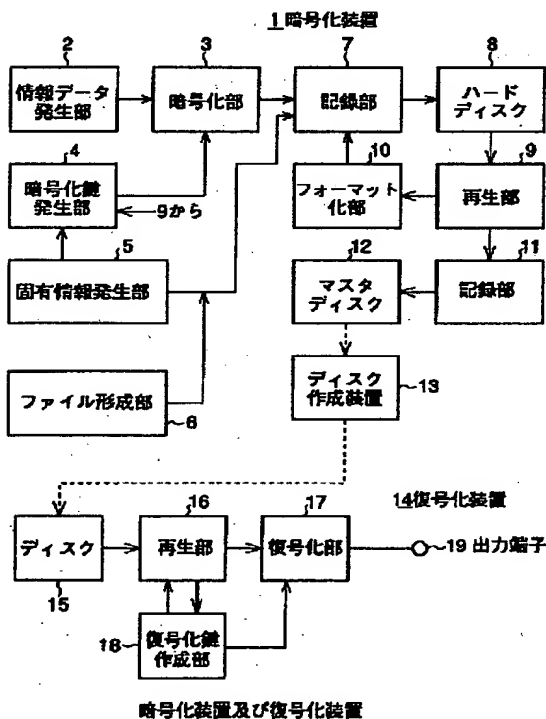 1 暗号化装置
2
3
7
8
情報データ
発生部
暗号化部
記録部
ハード
ディスク
4
10
9
暗号化鍵
発生部
9から
フォーマット
化部
再生部
5
12
11
固有情報発生部
マスタ
ディスク
記録部
ファイル形成部
6
ディスク
作成装置
13
16
17
14復号化装置
ディスク
再生部
復号化部
19 出力端子
15
18
復号化鍵
作成部
暗号化装置及び復号化装置